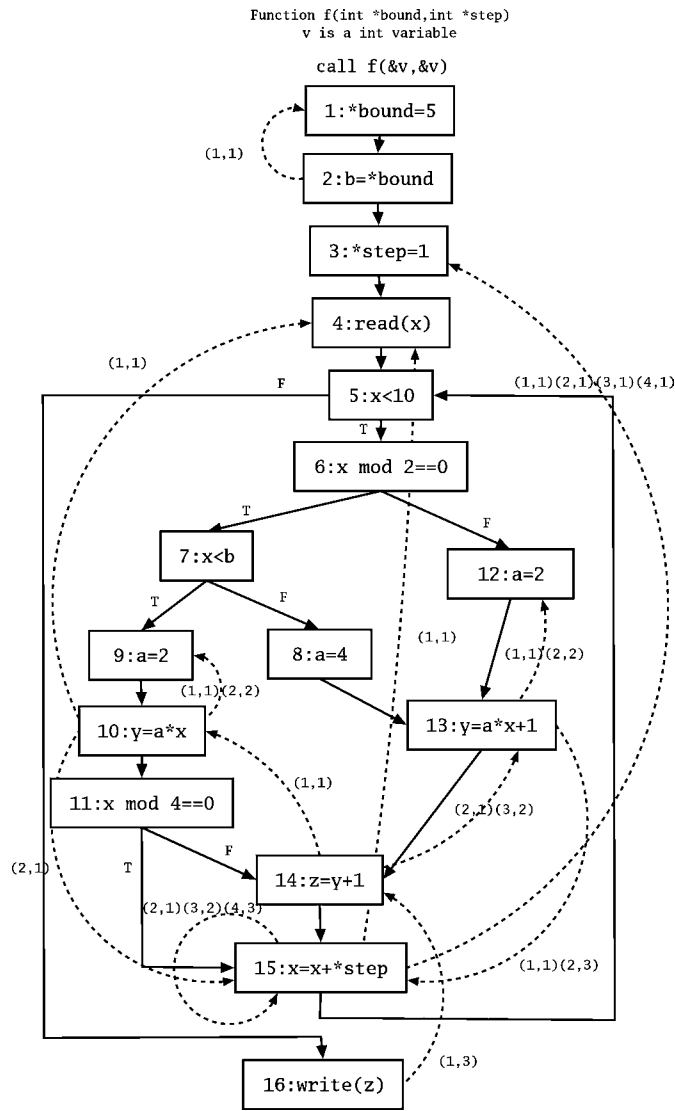 Function f(int *bound,int *step)
v is a int variable
call f(&v,&v)
1:*bound=5
(1,1)
2:b=*bound
3:*step=1
4:read(x)
(1,1)
F
5:x<10
(1,1)(2,1)(3,1)(4,1)
T
6:x mod 2==0
T
F
7:x<b
12:a=2
T
F
9:a=2
8:a=4
(1,1)
(1,1)(2,2)
(1,1)(2,2)
10:y=a*x
13:y=a*x+1
(1,1)
11:x mod 4==0
(2,1)(3,2)
(2,1)
T
F
14:z=y+1
(2,1)(3,2)(4,3)
15:x=x+*step
(1,1)(2,3)
(1,3)
16:write(z)